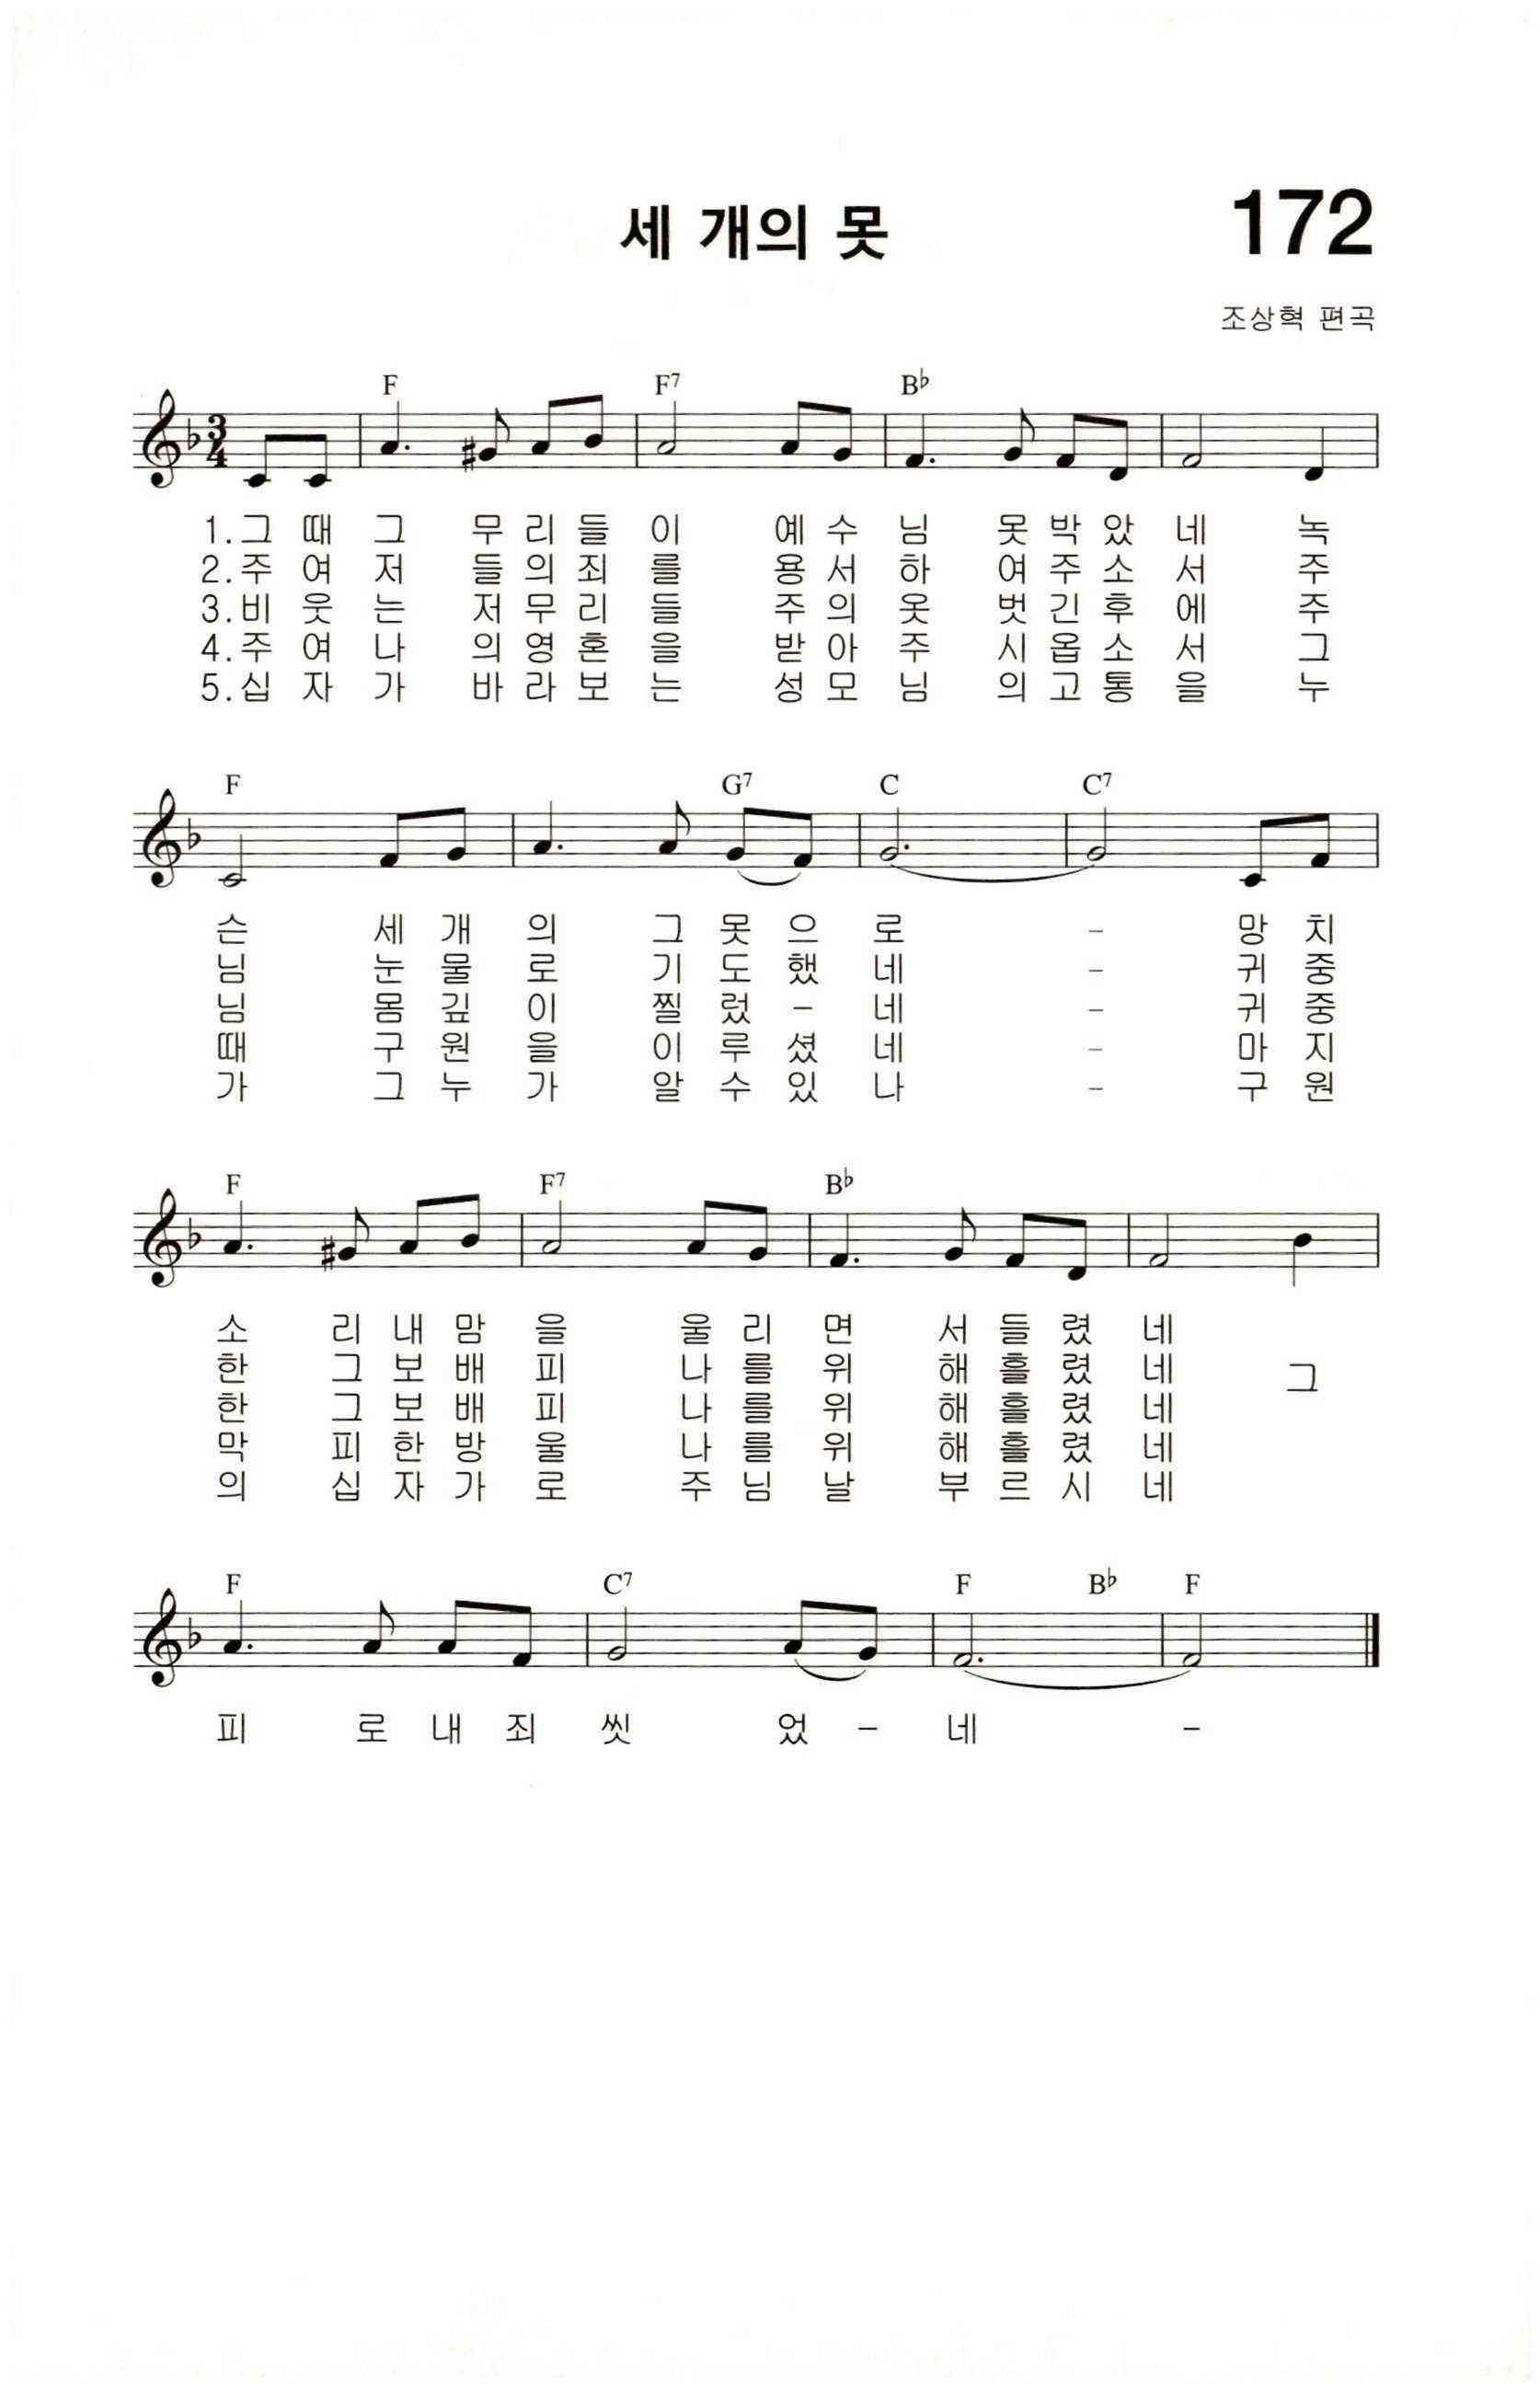 세 개의 못
172
조상혁 편곡
F F7 B♭
1.그 때 그 무 리 들 이 예 수 님 못 박 았 네 녹
2.주 여 저 들 의 죄 를 용 서 하 여 주 소 서 주
3.비 웃 는 저 무 리 들 주 의 옷 벗 긴 후 에 주
4.주 여 나 의 영 혼 을 받 아 주 시 옵 소 서 그
5.십 자 가 바 라 보 는 성 모 님 의 고 통 을 누
F G7 C C7
슨 세 개 의 그 못 으 로 - 망 치
님 눈 물 로 기 도 했 네 - 귀 중
님 몸 깊 이 찔 렀 - 네 - 귀 중
때 구 원 을 이 루 셨 네 - 마 지
가 그 누 가 알 수 있 나 - 구 원
F F7 B♭
소 리 내 맘 을 울 리 면 서 들 렸 네
한 그 보 배 피 나 를 위 해 흘 렸 네 그
한 그 보 배 피 나 를 위 해 흘 렸 네
막 피 한 방 울 나 를 위 해 흘 렸 네
의 십 자 가 로 주 님 날 부 르 시 네
F C7 F B♭ F
피 로 내 죄 씻 었 - 네 -